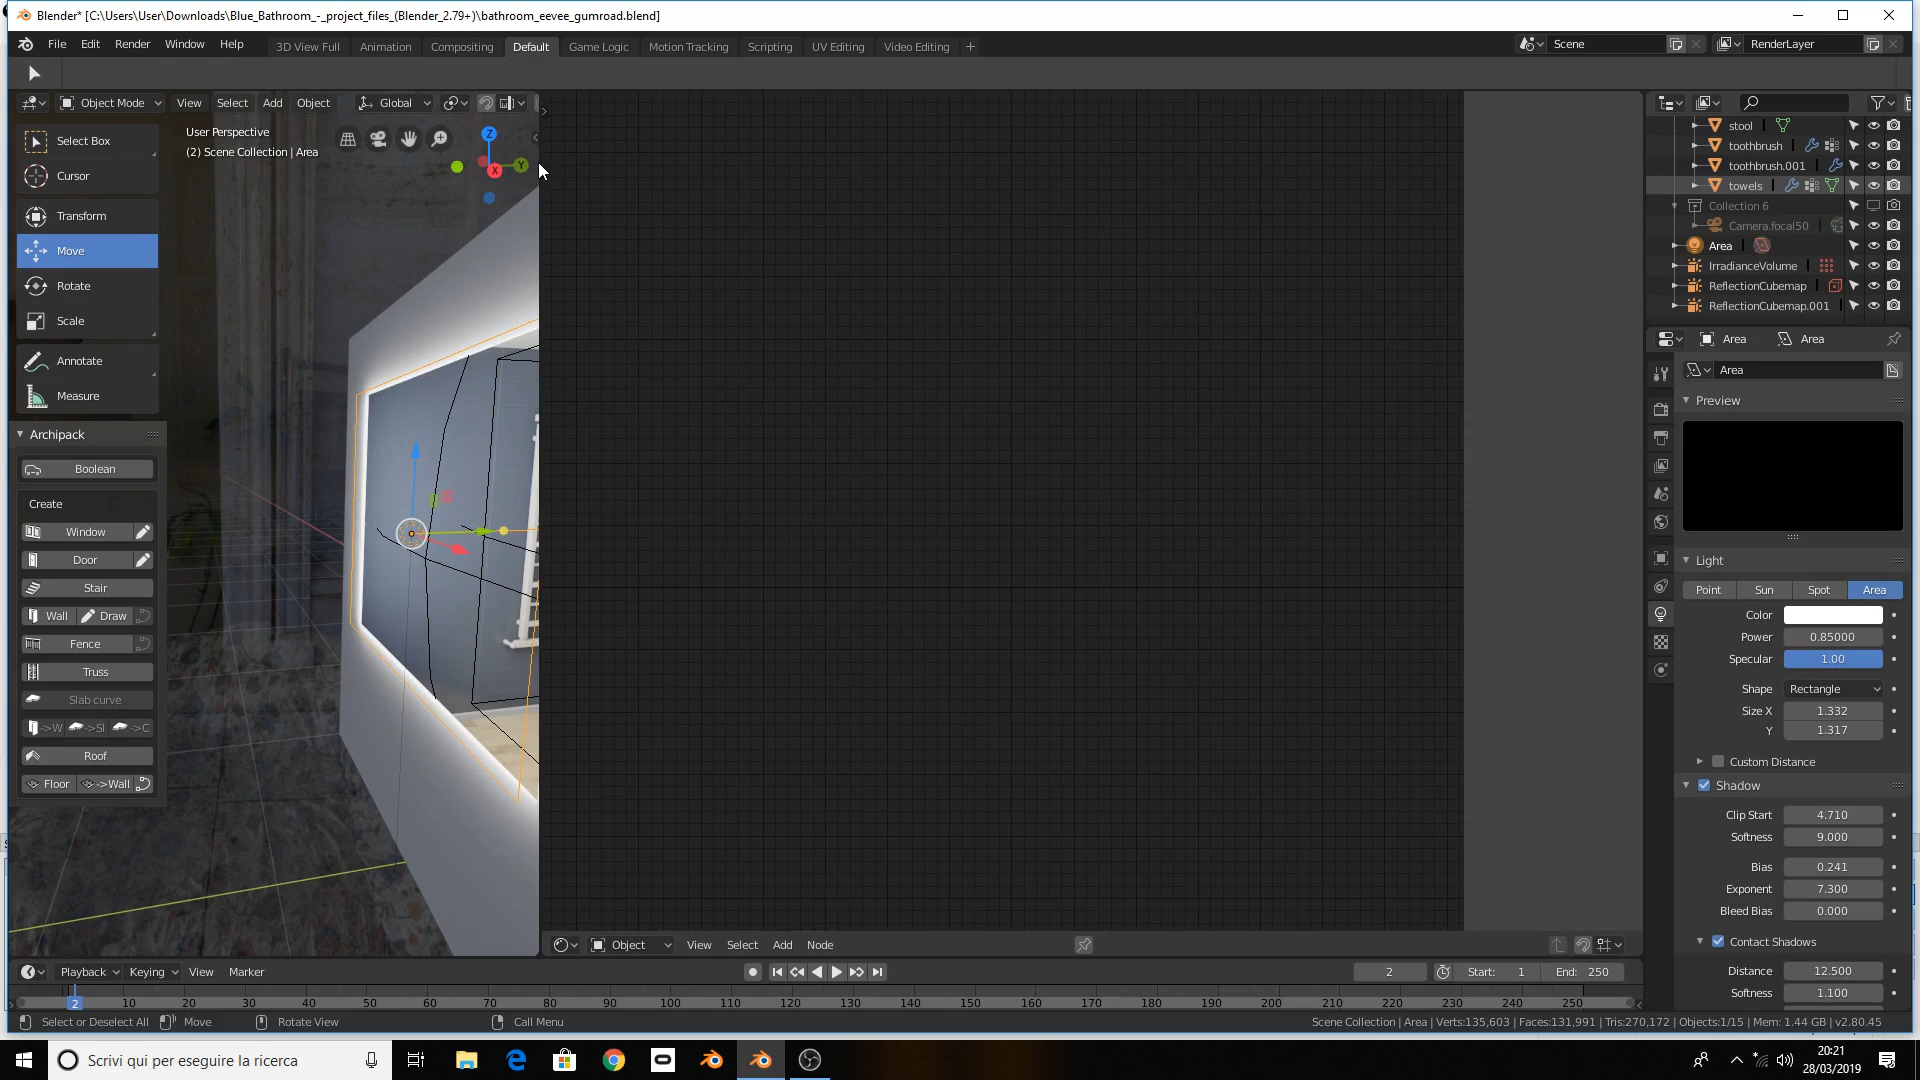 Blender* [C:\Users\User\Downloads\Blue_Bathroom_-_project_files_(Blender_2.79+)\bathroom_eevee_gumroad.blend]
File Edit Render Window Help 3D View Full Animation Compositing Default Game Logic Motion Tracking Scripting UV Editing Video Editing + Scene RenderLayer
Object Mode View Select Add Object Global
User Perspective
(2) Scene Collection | Area
Z
Y
X
Select Box
Cursor
Transform
Move
Rotate
Scale
Annotate
Measure
Archipack
Boolean
Create
Window
Door
Stair
Wall Draw
Fence
Truss
Slab curve
->W ->Sl ->C
Roof
Floor ->Wall
Object View Select Add Node
stool
toothbrush
toothbrush.001
towels
Collection 6
Camera.focal50
Area
IrradianceVolume
ReflectionCubemap
ReflectionCubemap.001
Area Area
Area
Preview
Light
Point Sun Spot Area
Color
Power 0.85000
Specular 1.00
Shape Rectangle
Size X 1.332
Y 1.317
Custom Distance
Shadow
Clip Start 4.710
Softness 9.000
Bias 0.241
Exponent 7.300
Bleed Bias 0.000
Contact Shadows
Distance 12.500
Softness 1.100
Playback Keying View Marker 2 Start: 1 End: 250
2 10 20 30 40 50 60 70 80 90 100 110 120 130 140 150 160 170 180 190 200 210 220 230 240 250
Select or Deselect All Move Rotate View Call Menu Scene Collection | Area | Verts:135,603 | Faces:131,991 | Tris:270,172 | Objects:1/15 | Mem: 1.44 GB | v2.80.45
Scrivi qui per eseguire la ricerca
20:21
28/03/2019